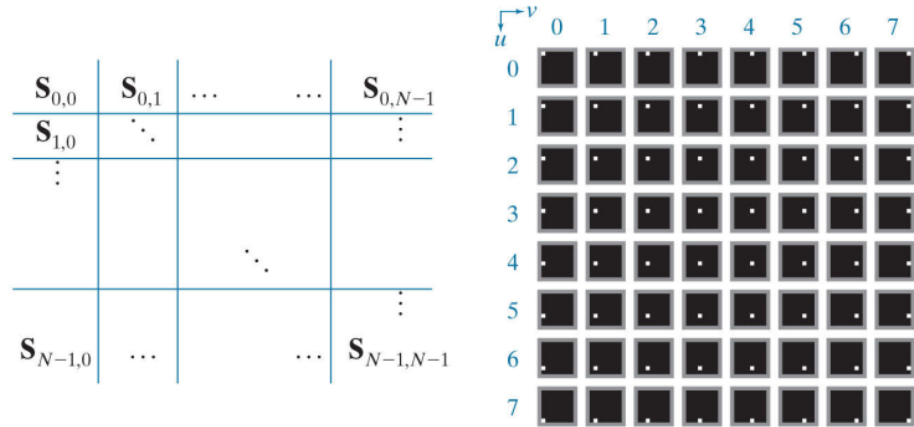 S0,0 S0,1 ... ... S0,N−1
S1,0 ⋱ ⋮
⋮
⋱
⋮
SN−1,0 ... ... SN−1,N−1
v
u
0 1 2 3 4 5 6 7
0
1
2
3
4
5
6
7